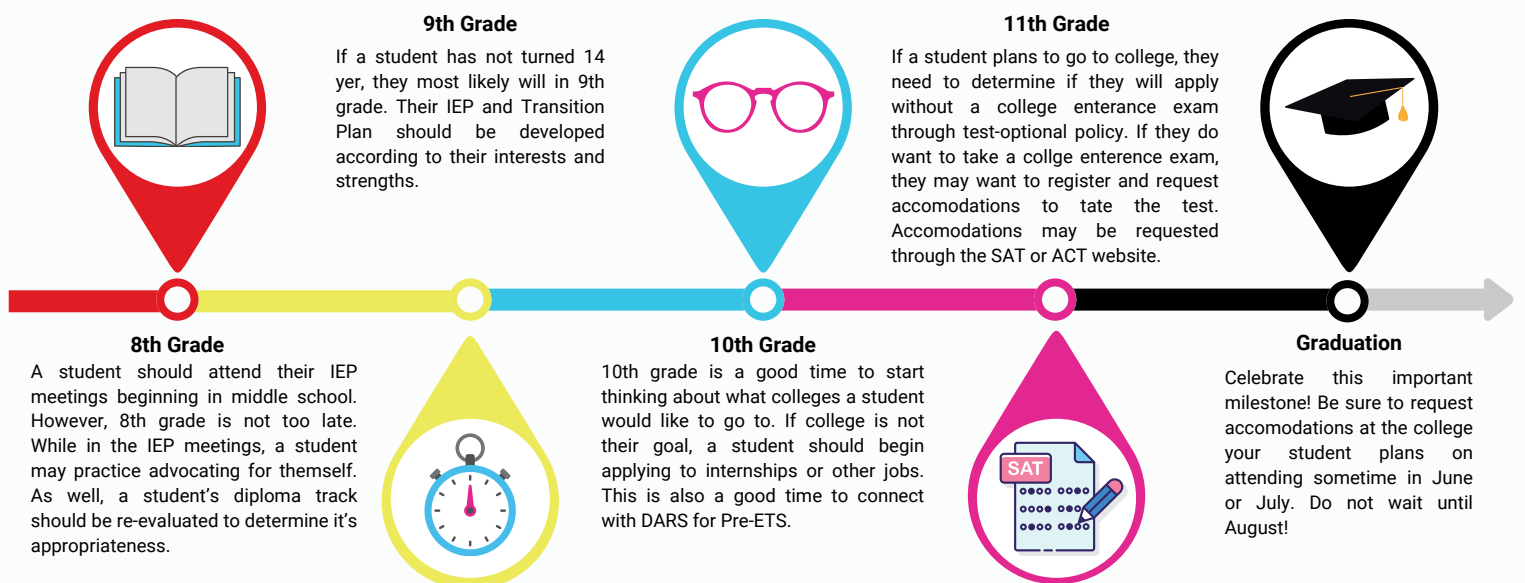 8th Grade
A student should attend their IEP
meetings beginning in middle school.
However, 8th grade is not too late.
While in the IEP meetings, a student
may practice advocating for themself.
As well, a student's diploma track
should be re-evaluated to determine it's
appropriateness.
9th Grade
If a student has not turned 14
yer, they most likely will in 9th
grade. Their IEP and Transition
Plan should be developed
according to their interests and
strengths.
10th Grade
10th grade is a good time to start
thinking about what colleges a student
would like to go to. If college is not
their goal, a student should begin
applying to internships or other jobs.
This is also a good time to connect
with DARS for Pre-ETS.
11th Grade
If a student plans to go to college, they
need to determine if they will apply
without a college enterance exam
through test-optional policy. If they do
want to take a collge enterence exam,
they may want to register and request
accomodations to tate the test.
Accomodations may be requested
through the SAT or ACT website.
SAT
Graduation
Celebrate this important
milestone! Be sure to request
accomodations at the college
your student plans on
attending sometime in June
or July. Do not wait until
August!